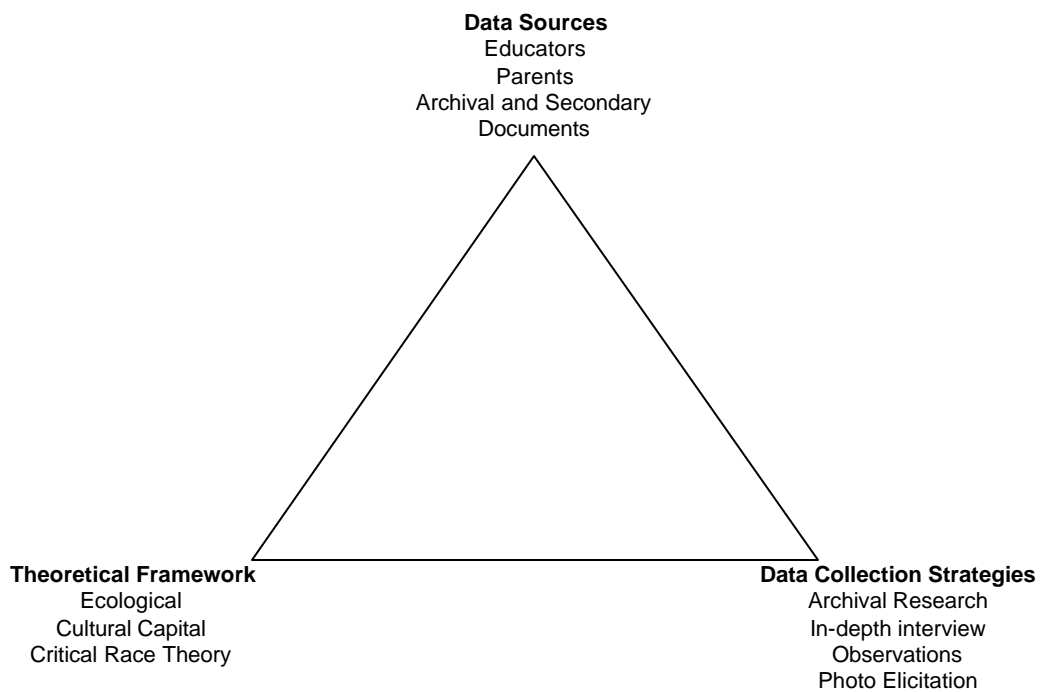 Data Sources
Educators
Parents
Archival and Secondary
Documents
Theoretical Framework
Ecological
Cultural Capital
Critical Race Theory
Data Collection Strategies
Archival Research
In-depth interview
Observations
Photo Elicitation